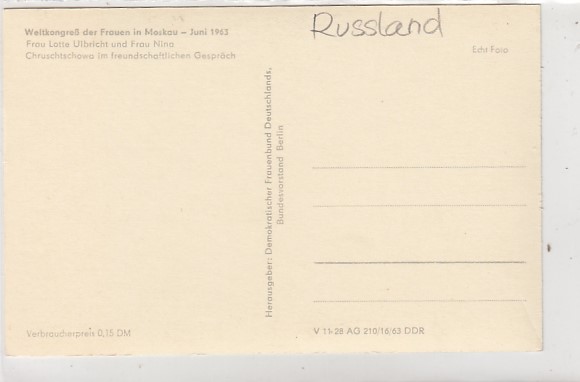 Weltkongreß der Frauen in Moskau – Juni 1963
Frau Lotte Ulbricht und Frau Nina
Chruschtschowa im freundschaftlichen Gespräch
Russland
Echt Foto
Herausgeber: Demokratischer Frauenbund Deutschlands,
Bundesvorstand Berlin
Verbraucherpreis 0,15 DM
V 11-28 AG 210/16/63 DDR